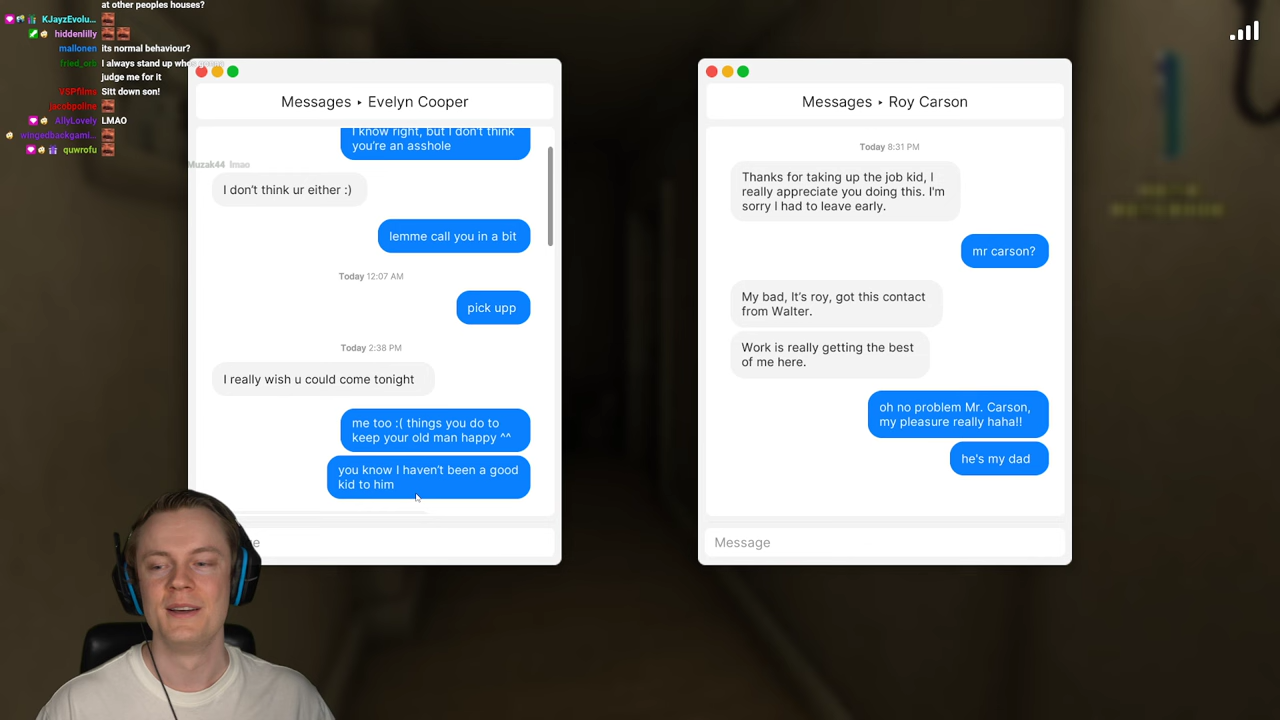 at other peoples houses?
KJayzEvolu...
hiddenlilly
mallonen its normal behaviour?
fried_orb I always stand up when
judge me for it
VSPfilms Sitt down son!
jacobpoline
AllyLovely LMAO
wingedbackgami...
quwrofu
Muzak44 lmao
Messages ▸ Evelyn Cooper
I know right, but I don't think
you're an asshole
I don't think ur either :)
lemme call you in a bit
Today 12:07 AM
pick upp
Today 2:38 PM
I really wish u could come tonight
me too :( things you do to
keep your old man happy ^^
you know I haven't been a good
kid to him
Messages ▸ Roy Carson
Today 8:31 PM
Thanks for taking up the job kid, I
really appreciate you doing this. I'm
sorry I had to leave early.
mr carson?
My bad, It's roy, got this contact
from Walter.
Work is really getting the best
of me here.
oh no problem Mr. Carson,
my pleasure really haha!!
he's my dad
Message